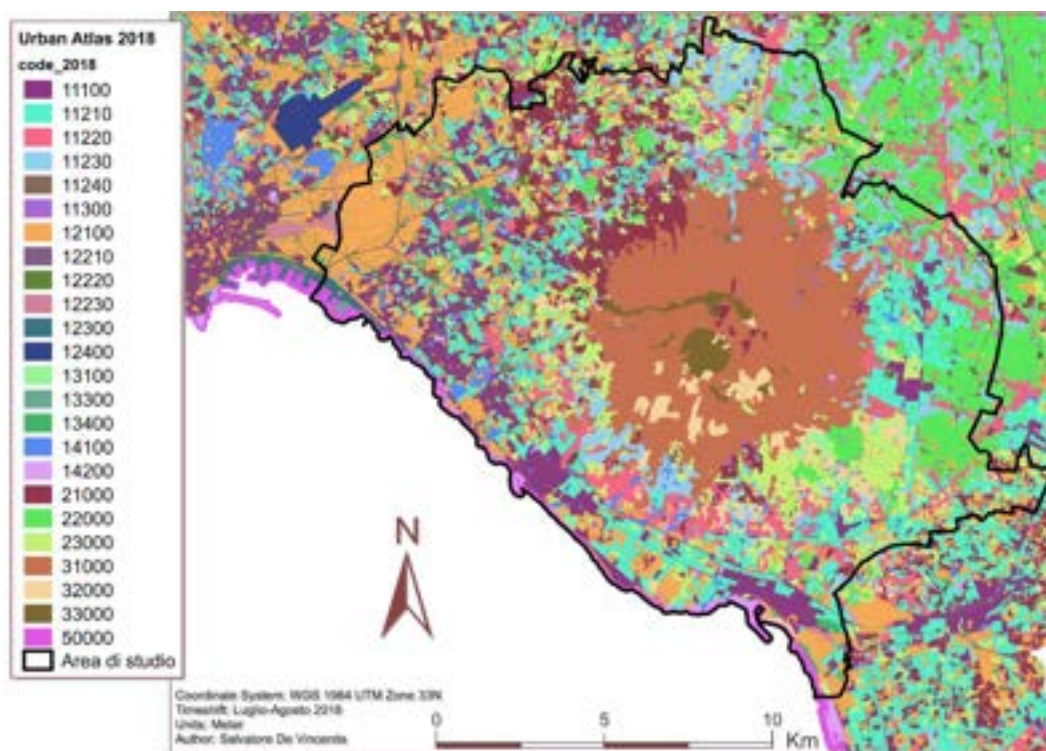 Urban Atlas 2018
code_2018
11100
11210
11220
11230
11240
11300
12100
12210
12220
12230
12300
12400
13100
13300
13400
14100
14200
21000
22000
23000
31000
32000
33000
50000
Area di studio
N
Coordinate System: WGS 1984 UTM Zone 33N
Timeshift: Luglio-Agosto 2018
Units: Meter
Author: Salvatore De Vincentis
0 5 10
Km